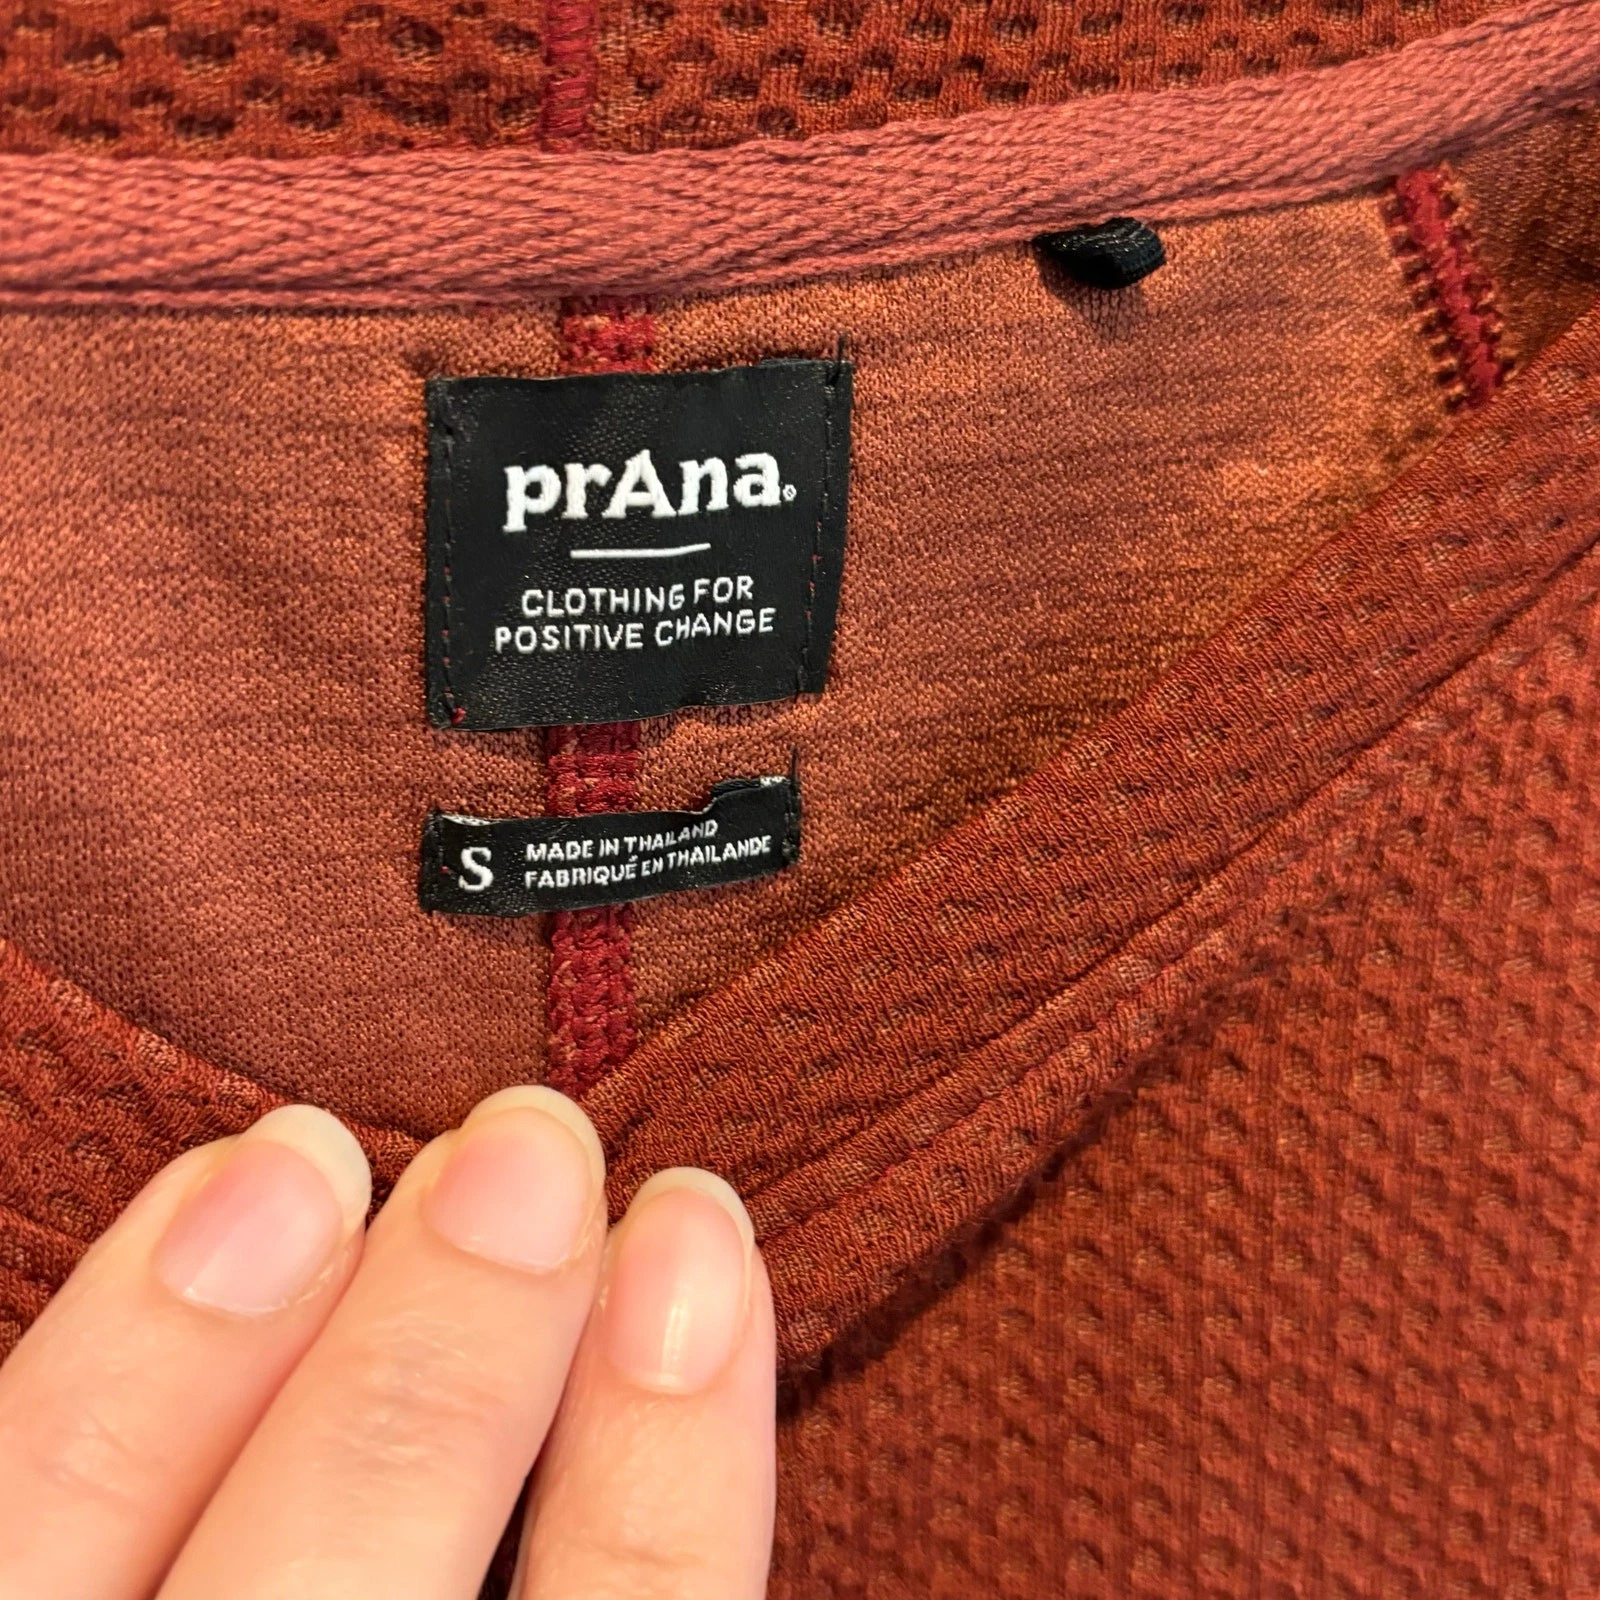 prAna®
CLOTHING FOR
POSITIVE CHANGE
S
MADE IN THAILAND
FABRIQUÉ EN THAILANDE